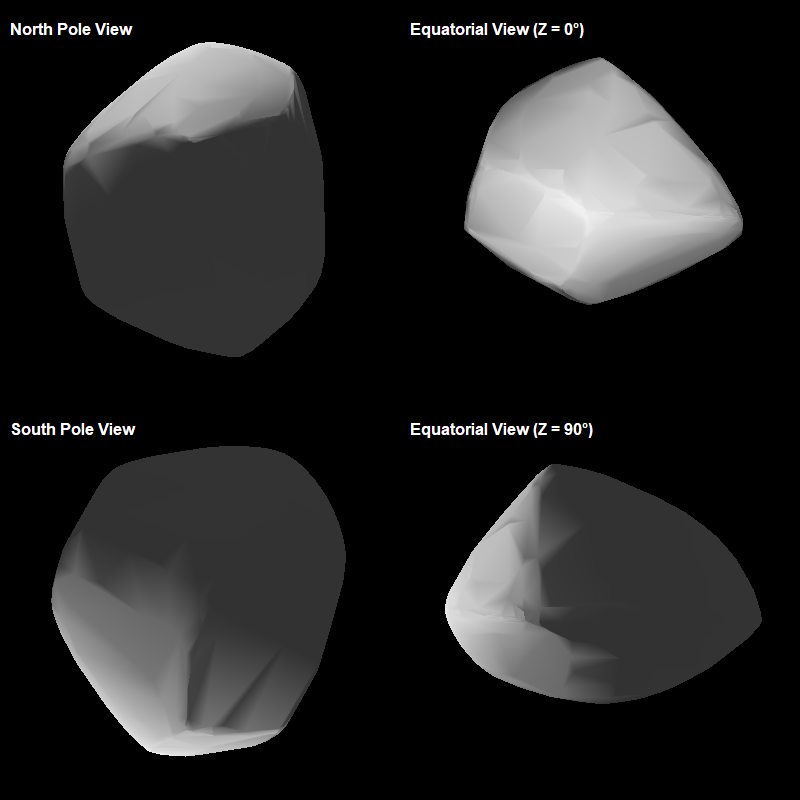 North Pole View
Equatorial View (Z = 0°)
South Pole View
Equatorial View (Z = 90°)